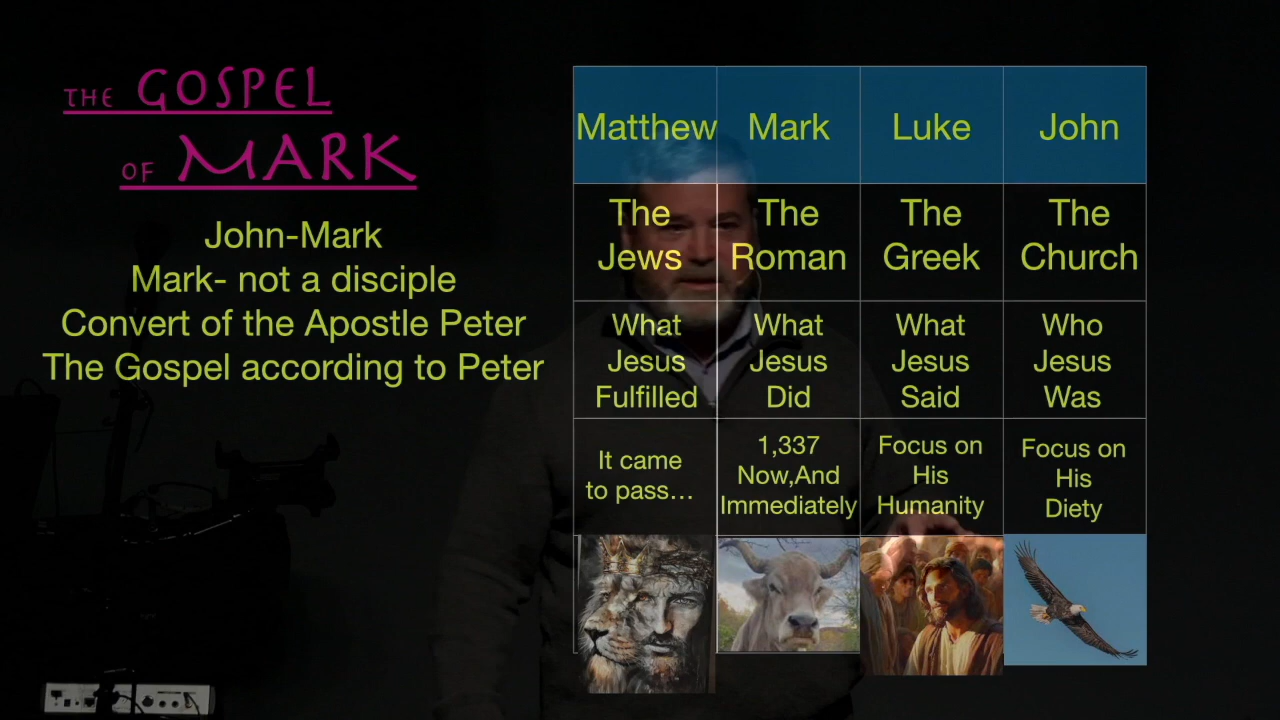 THE GOSPEL
OF MARK
John-Mark
Mark- not a disciple
Convert of the Apostle Peter
The Gospel according to Peter
Matthew Mark Luke John
The The The The
Jews Roman Greek Church
What What What Who
Jesus Jesus Jesus Jesus
Fulfilled Did Said Was
It came
to pass...
1,337
Now,And
Immediately
Focus on
His
Humanity
Focus on
His
Diety